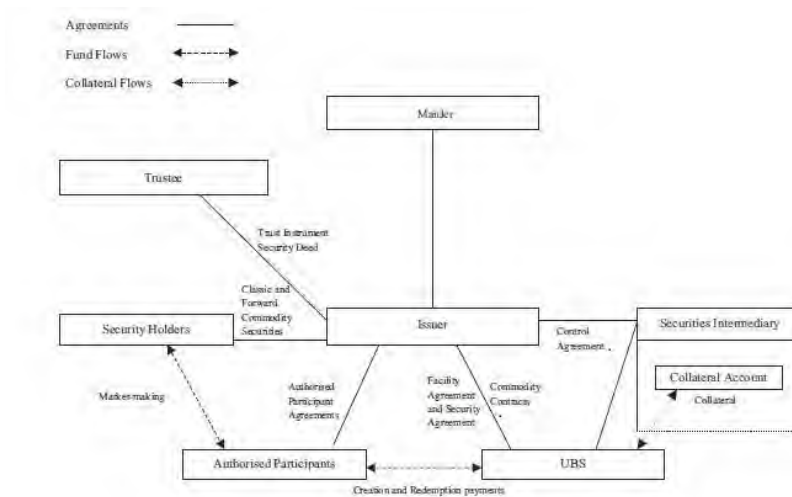 Agreements
Fund Flows
Collateral Flows
Mander
Trustee
Trust Instrument
Security Deed
Classic and
Forward
Commodity
Securities
Security Holders
Issuer
Securities Intermediary
Control
Agreement
Collateral Account
Collateral
Market-making
Authorised
Participant
Agreements
Facility
Agreement
and Security
Agreement
Commodity
Contracts
Authorised Participants
UBS
Creation and Redemption payments